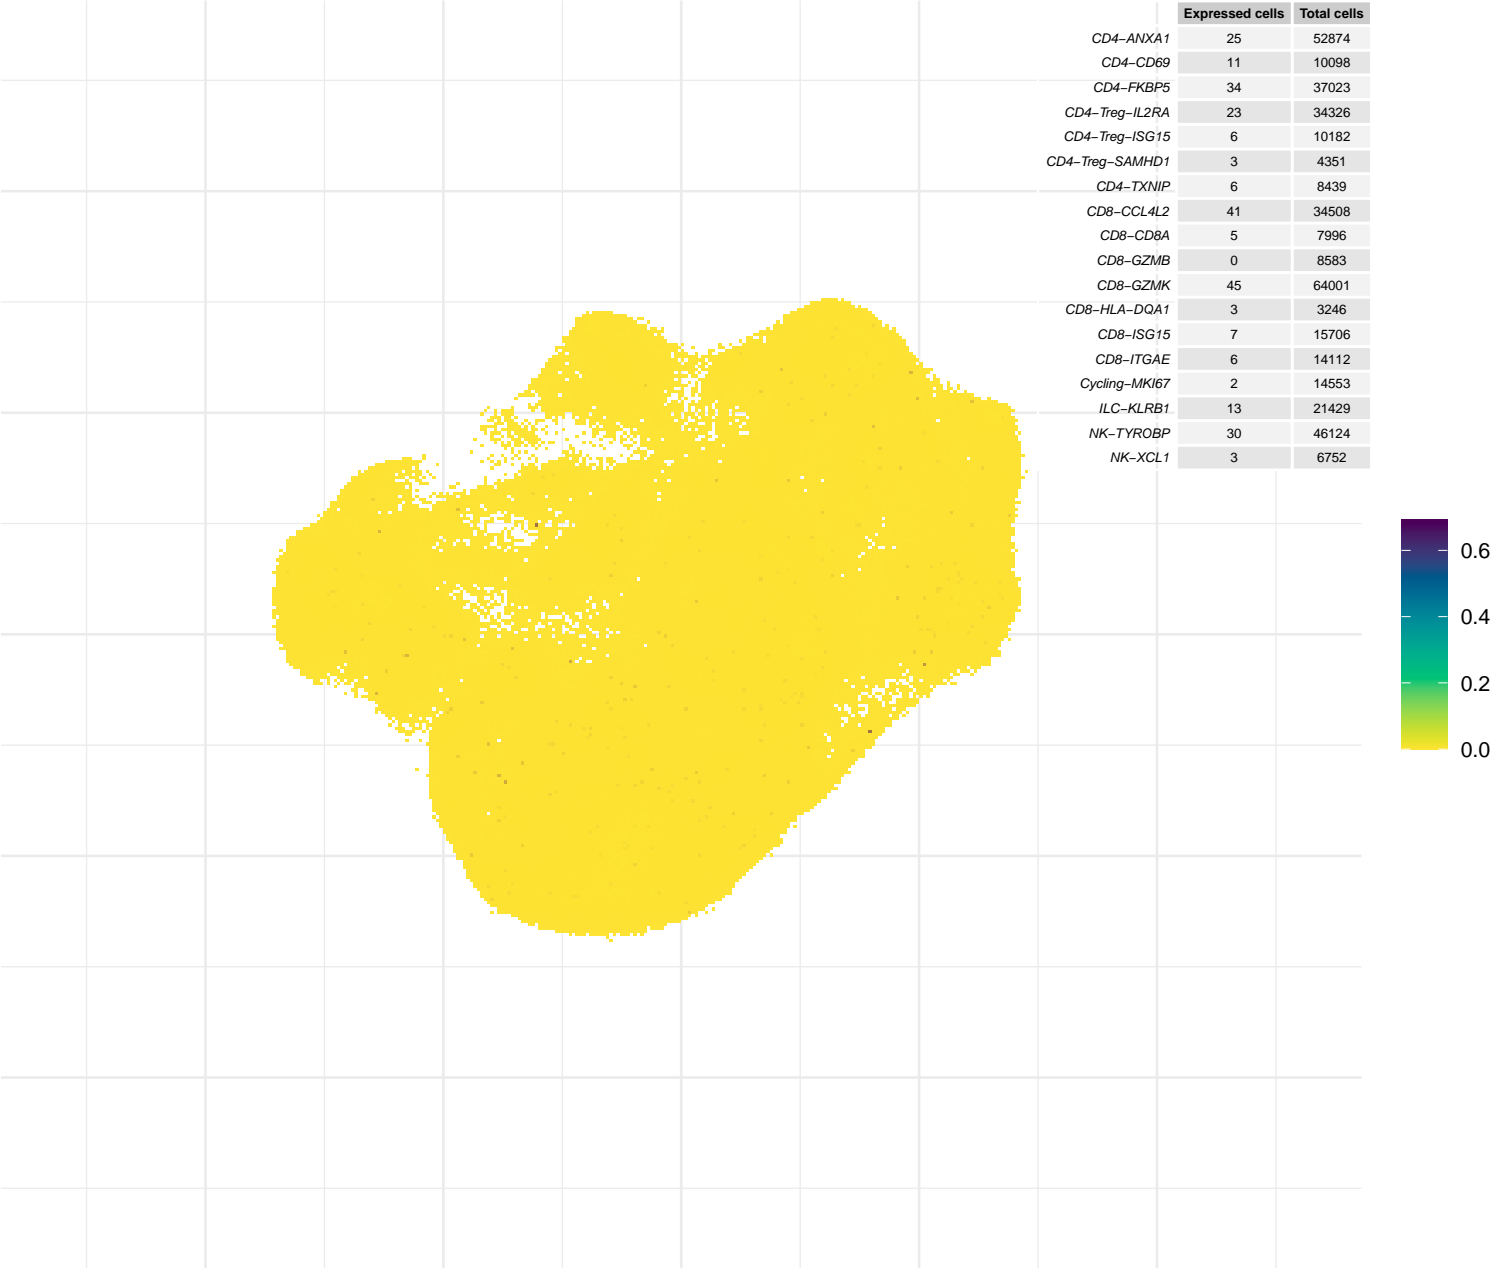 Expressed cells Total cells
CD4−ANXA1 25 52874
CD4−CD69 11 10098
CD4−FKBP5 34 37023
CD4−Treg−IL2RA 23 34326
CD4−Treg−ISG15 6 10182
CD4−Treg−SAMHD1 3 4351
CD4−TXNIP 6 8439
CD8−CCL4L2 41 34508
CD8−CD8A 5 7996
CD8−GZMB 0 8583
CD8−GZMK 45 64001
CD8−HLA−DQA1 3 3246
CD8−ISG15 7 15706
CD8−ITGAE 6 14112
Cycling−MKI67 2 14553
ILC−KLRB1 13 21429
NK−TYROBP 30 46124
NK−XCL1 3 6752
0.6
0.4
0.2
0.0